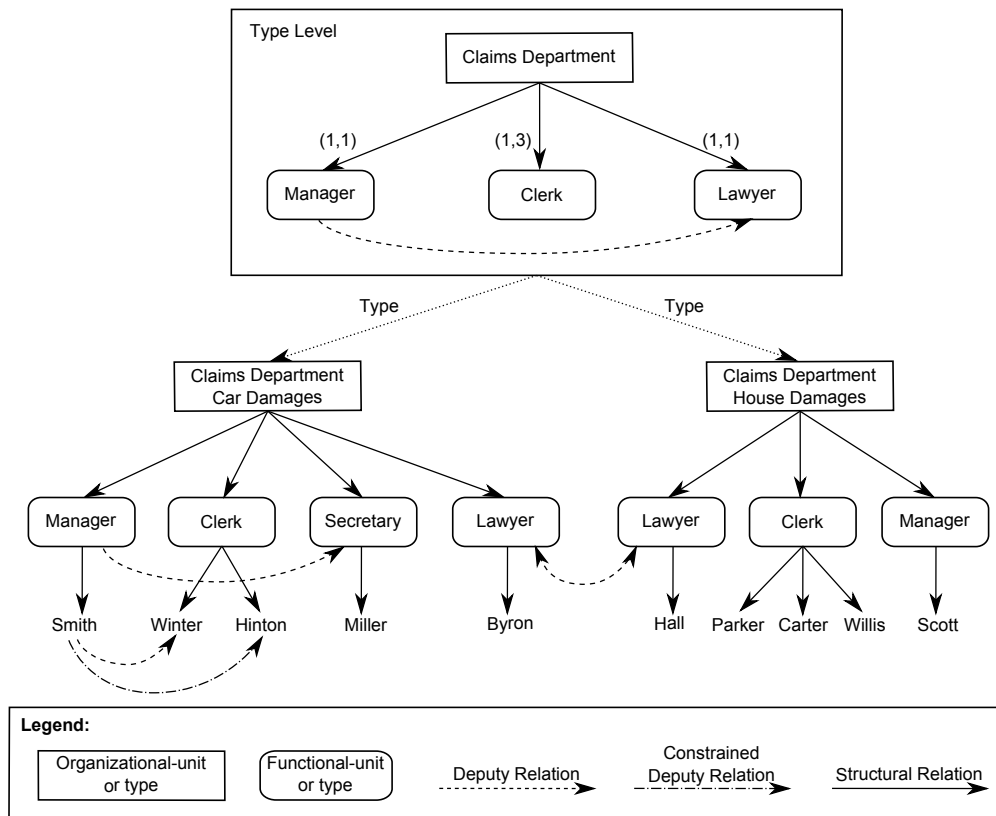 Type Level
Claims Department
(1,1)
(1,3)
(1,1)
Manager
Clerk
Lawyer
Type
Type
Claims Department
Car Damages
Claims Department
House Damages
Manager
Clerk
Secretary
Lawyer
Lawyer
Clerk
Manager
Smith
Winter
Hinton
Miller
Byron
Hall
Parker
Carter
Willis
Scott
Legend:
Organizational-unit
or type
Functional-unit
or type
Deputy Relation
Constrained
Deputy Relation
Structural Relation